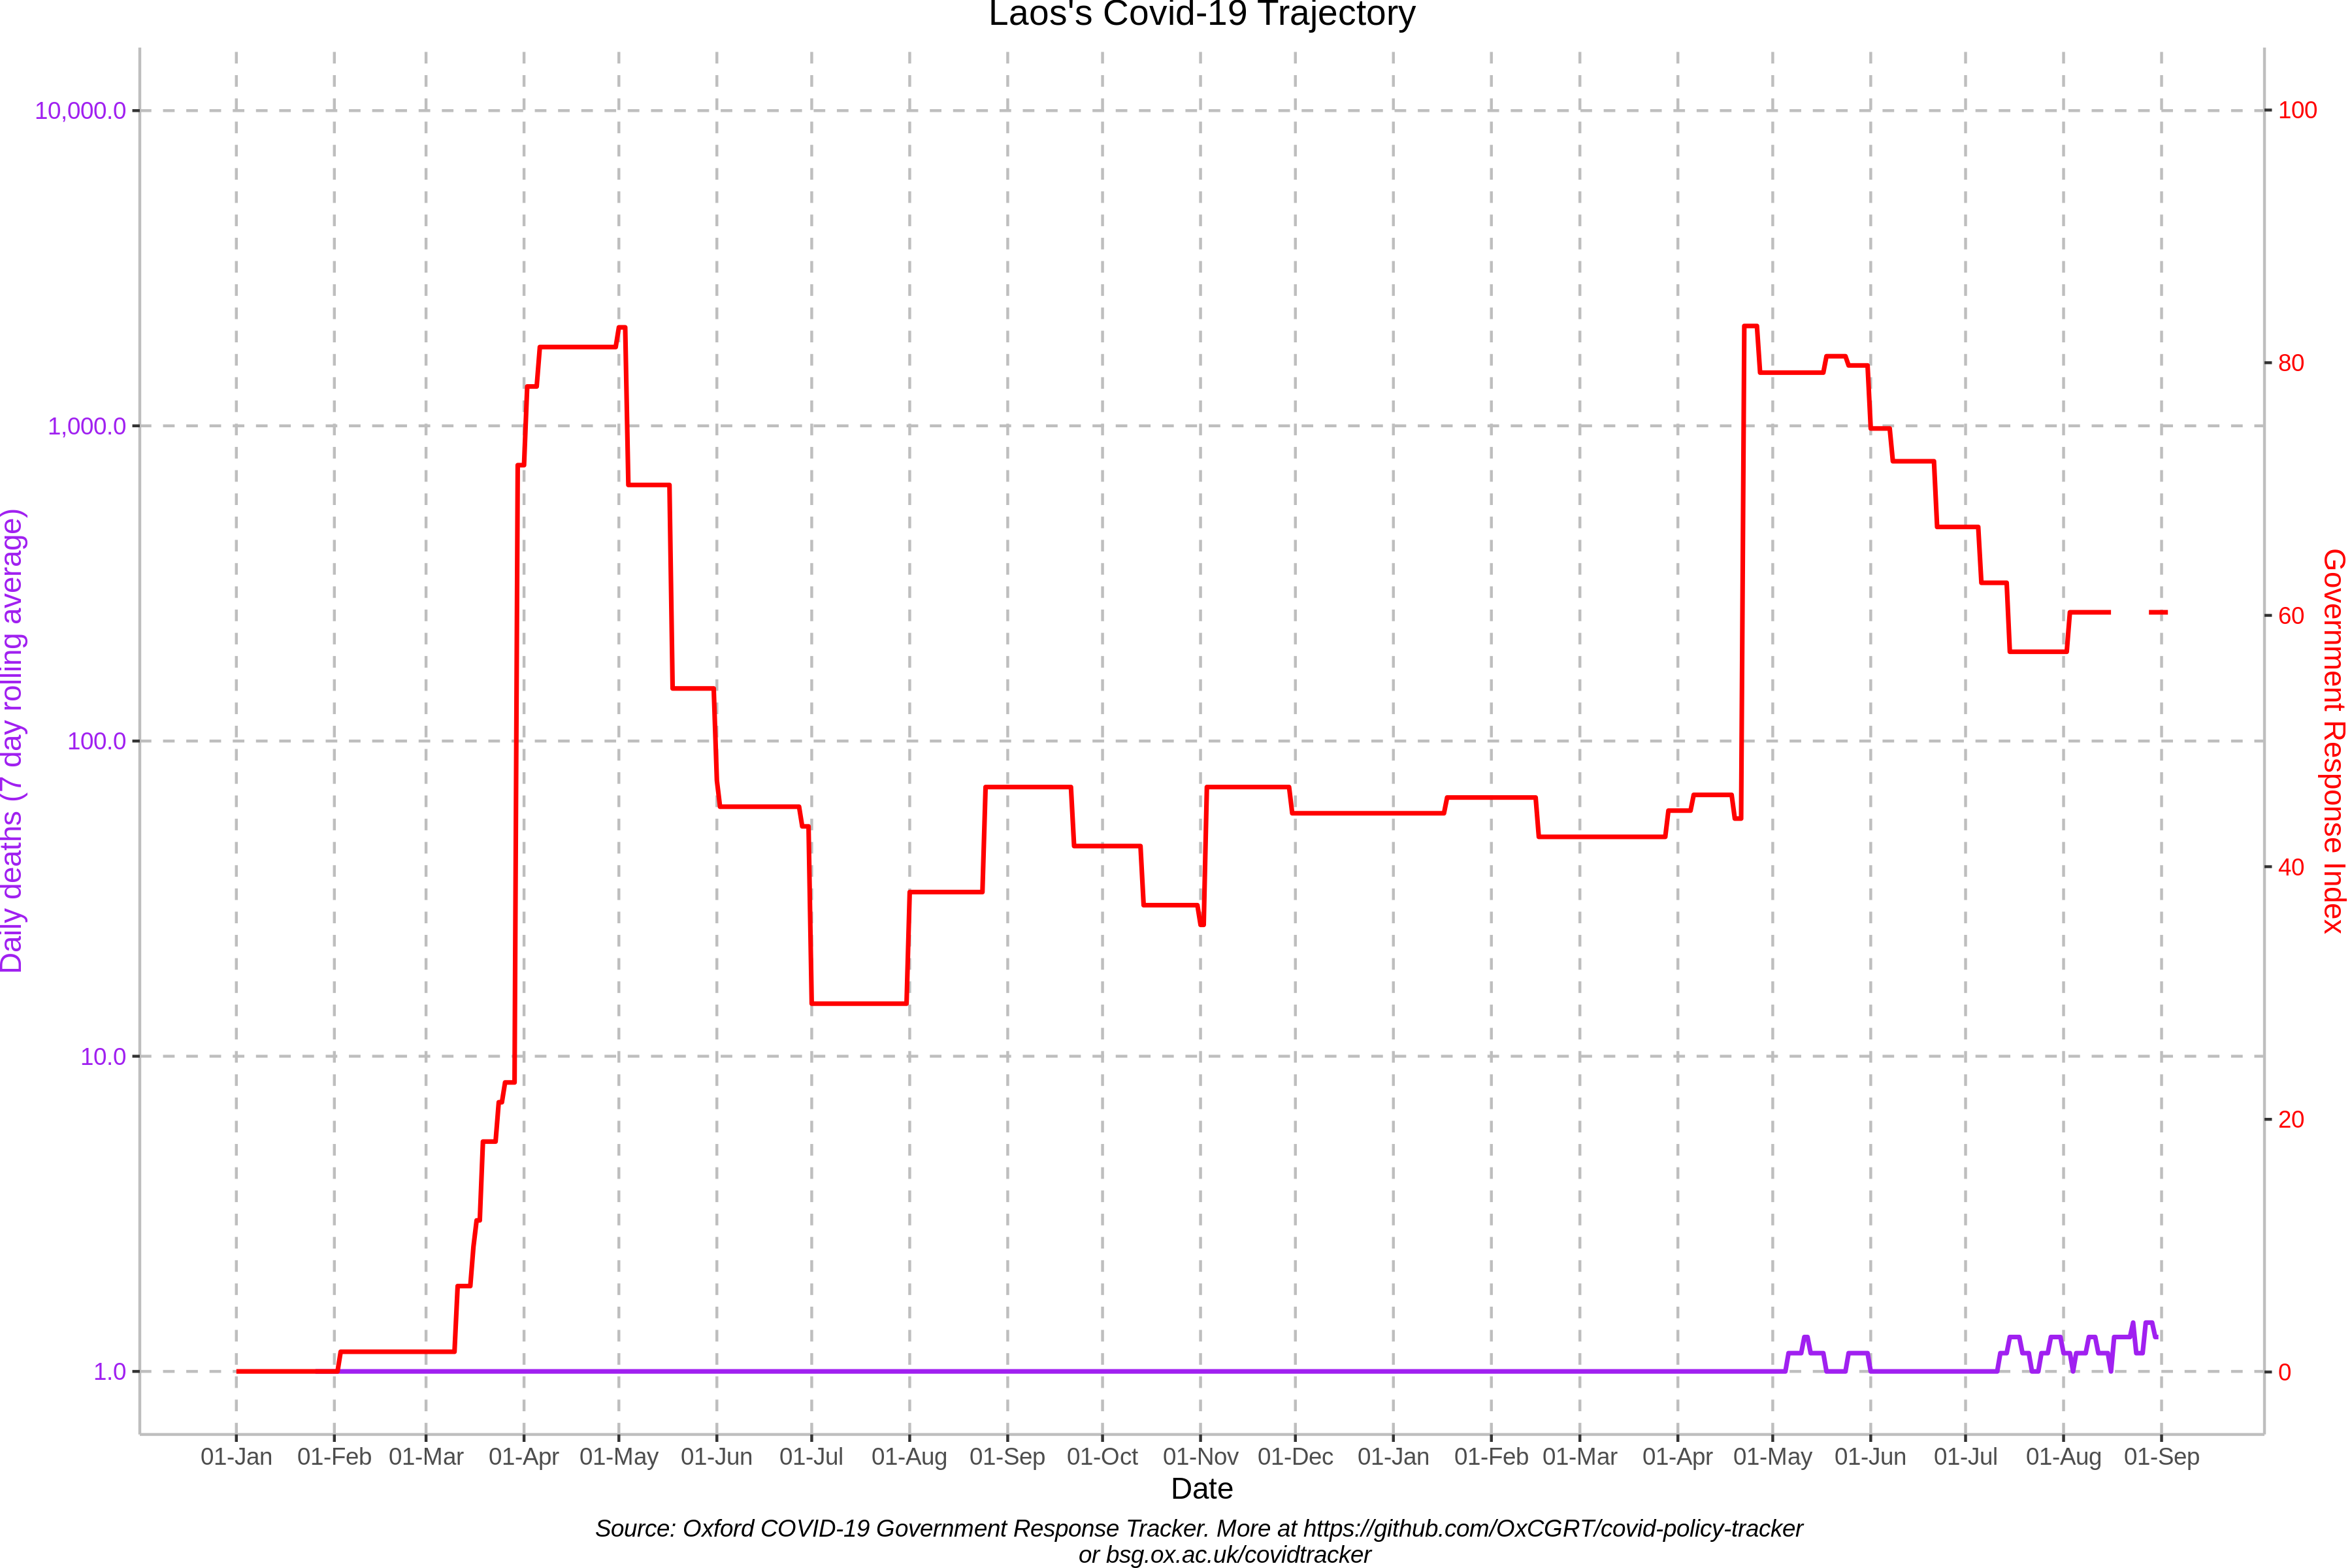 Laos's Covid-19 Trajectory
10,000.0
1,000.0
100.0
10.0
1.0
Daily deaths (7 day rolling average)
100
80
60
40
20
0
Government Response Index
01-Jan 01-Feb 01-Mar 01-Apr 01-May 01-Jun 01-Jul 01-Aug 01-Sep 01-Oct 01-Nov 01-Dec 01-Jan 01-Feb 01-Mar 01-Apr 01-May 01-Jun 01-Jul 01-Aug 01-Sep
Date
Source: Oxford COVID-19 Government Response Tracker. More at https://github.com/OxCGRT/covid-policy-tracker
or bsg.ox.ac.uk/covidtracker